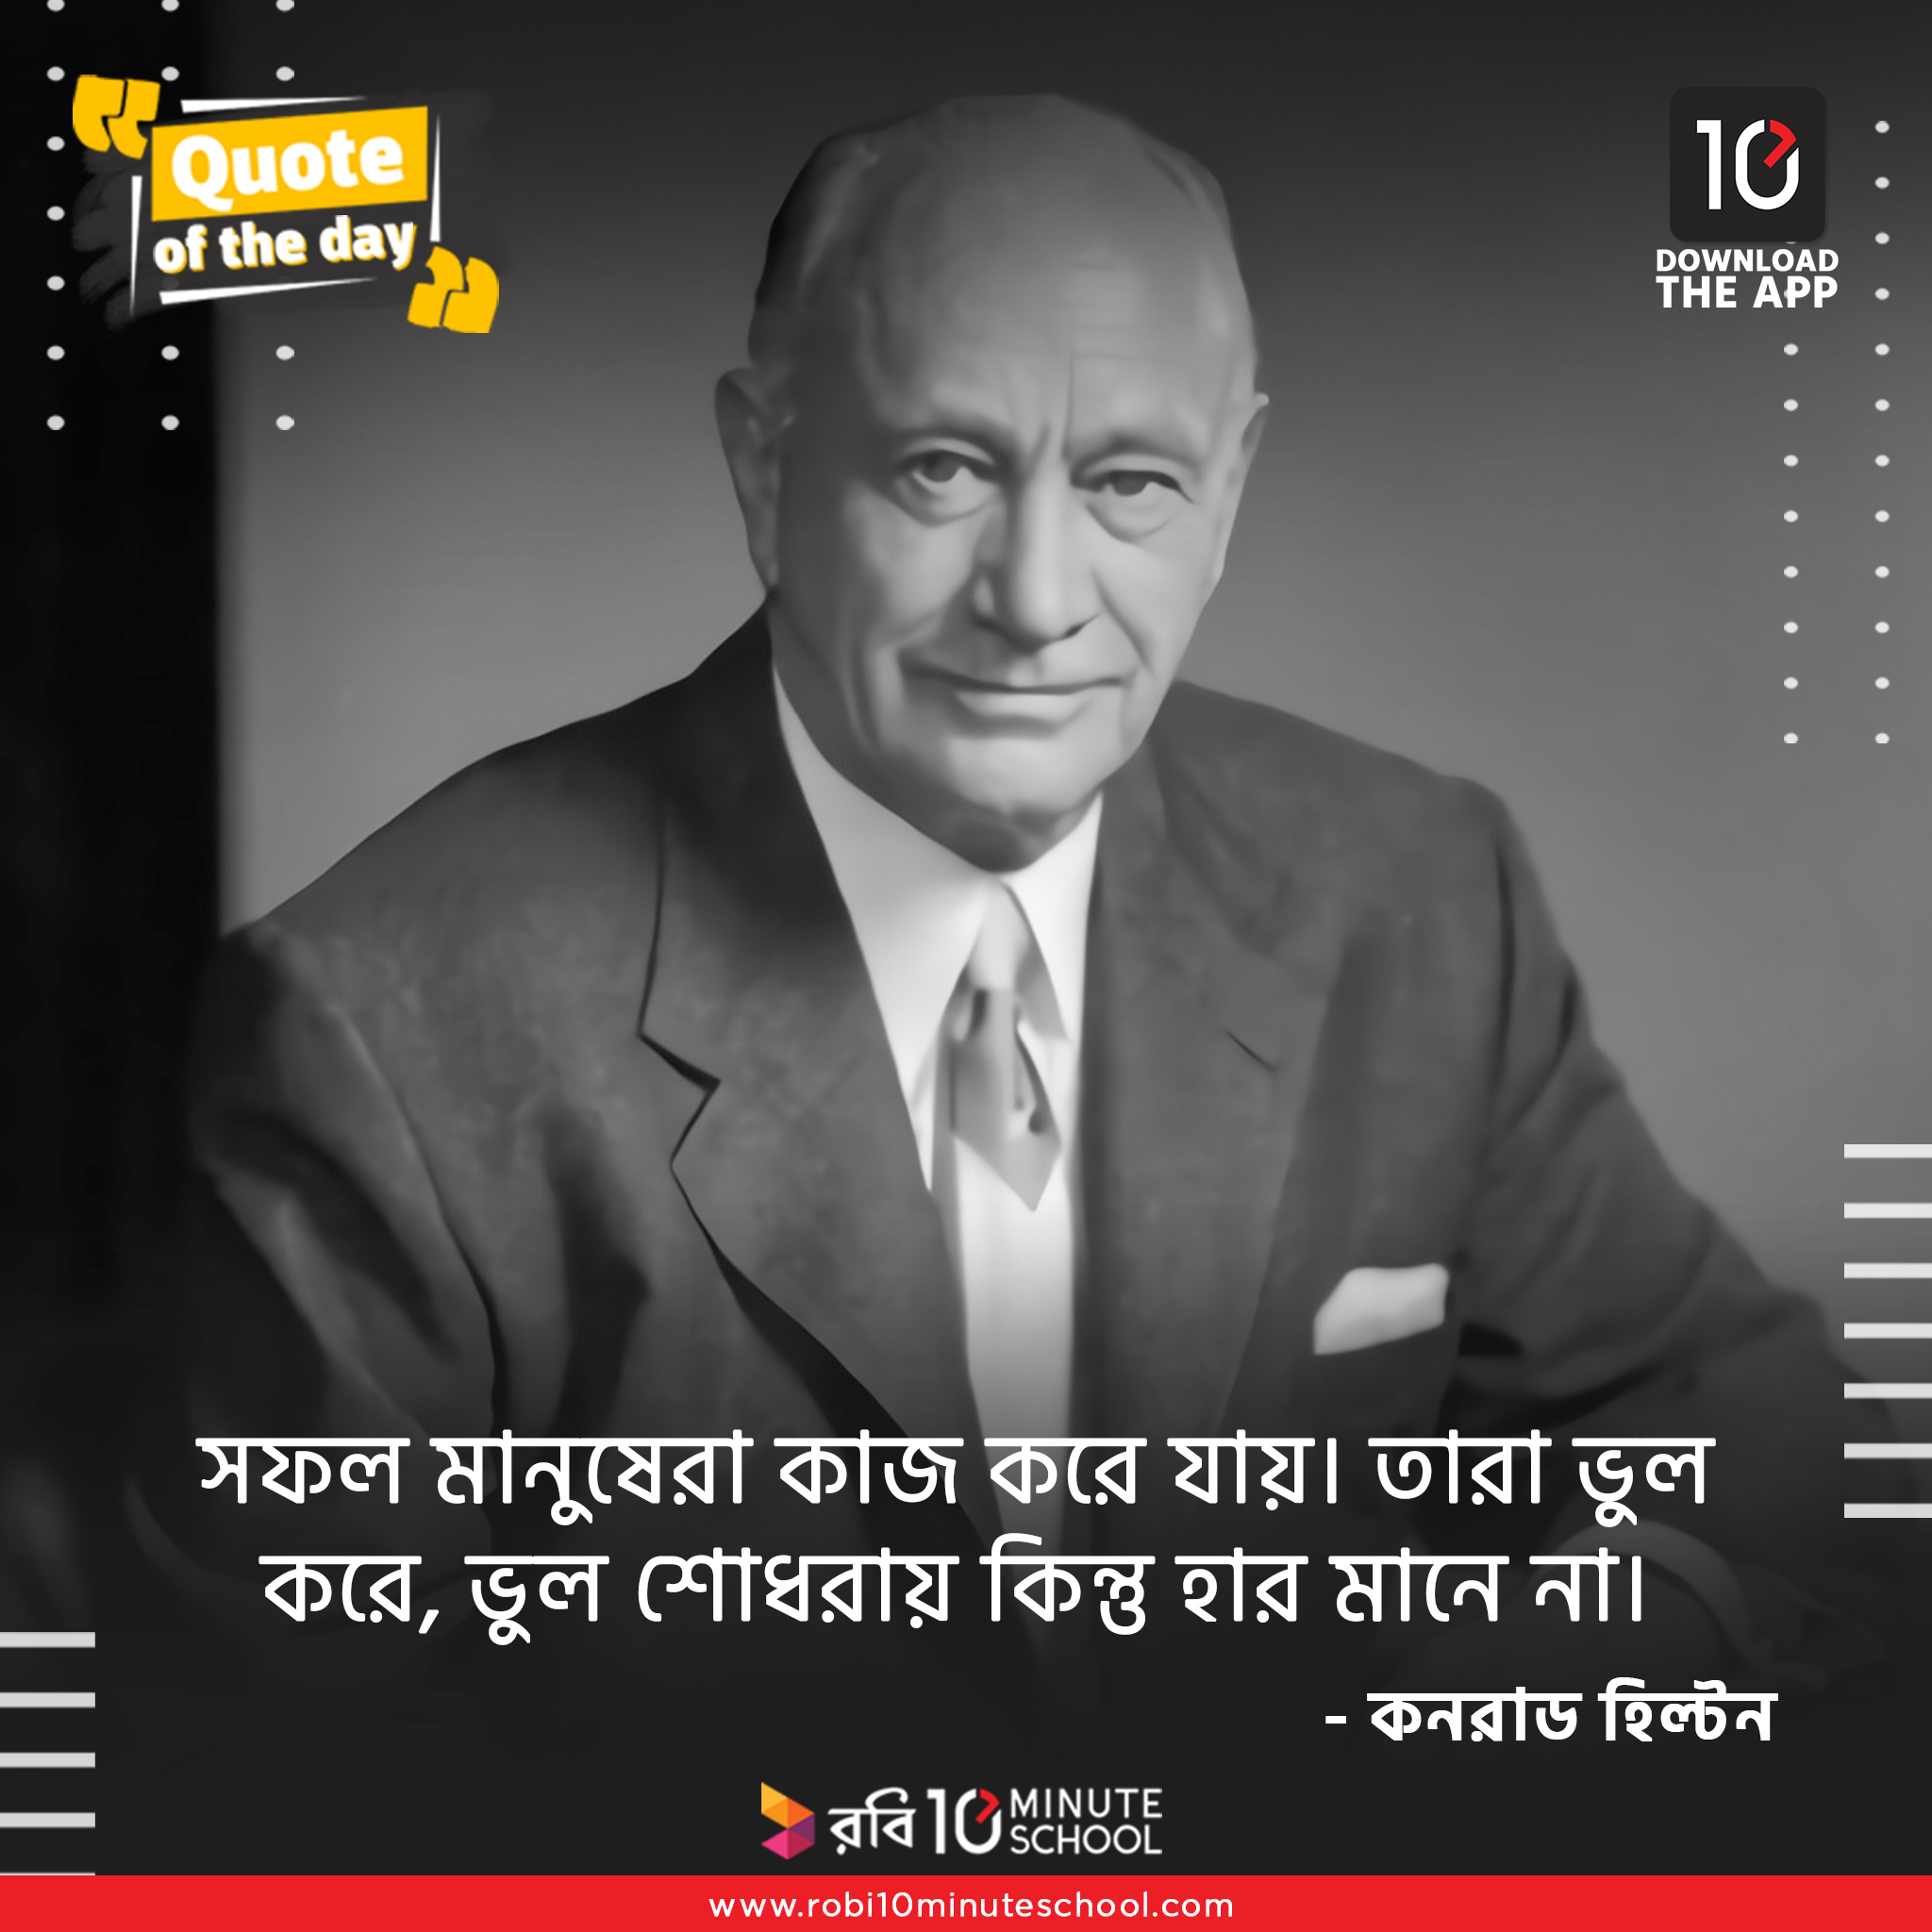 Quote
of the day
10
DOWNLOAD
THE APP
সফল মানুষেরা কাজ করে যায়। তারা ভুল
করে, ভুল শোধরায় কিন্তু হার মানে না।
- কনরাড হিল্টন
রবি 10 MINUTE
SCHOOL
www.robi10minuteschool.com